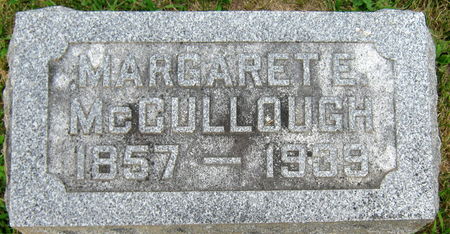 MARGARET E.
McCULLOUGH
1857 — 1939